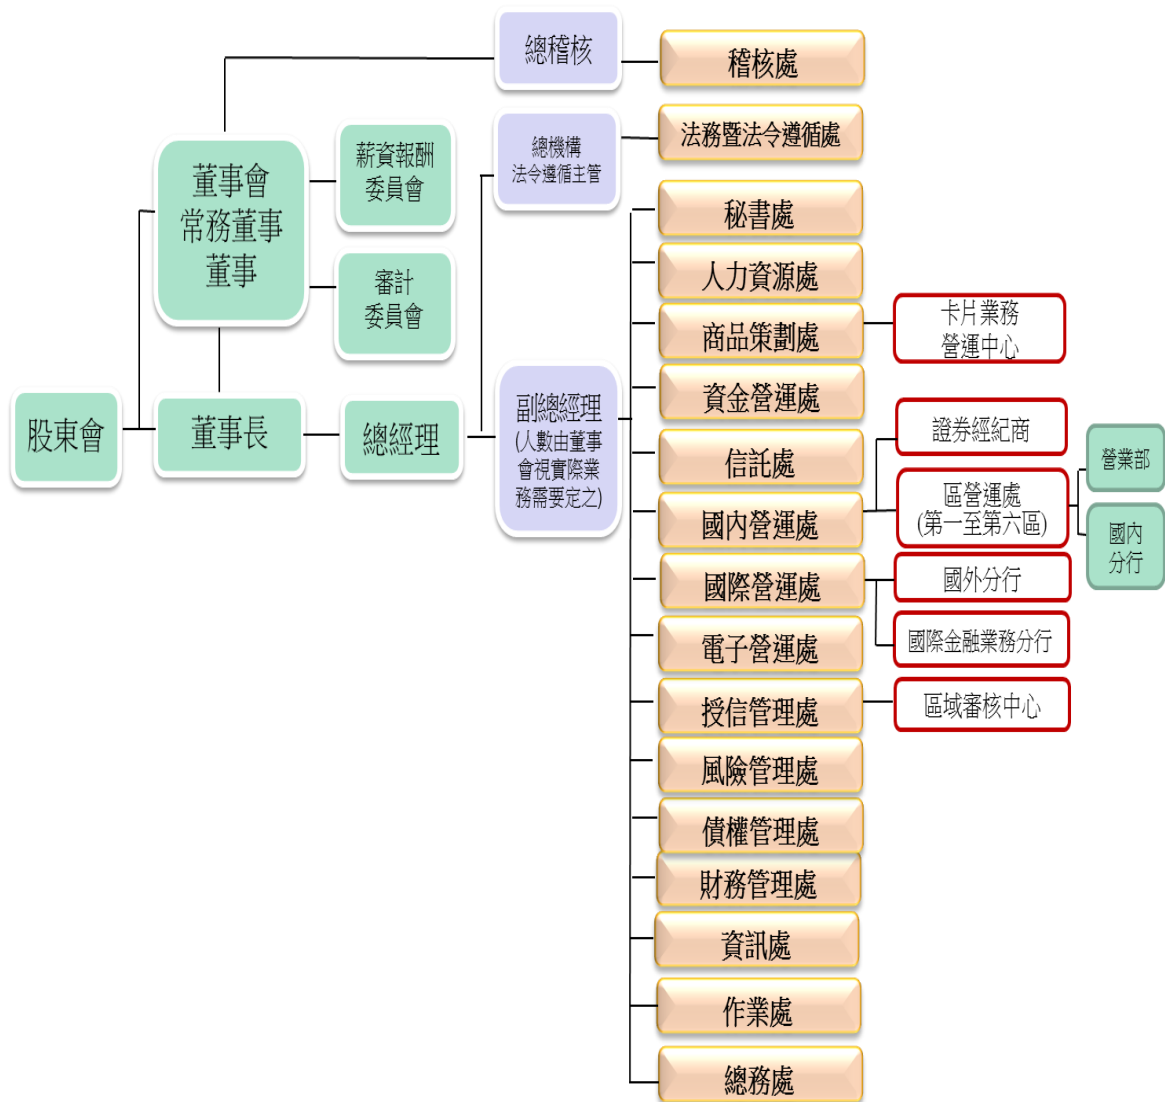 總稽核
稽核處
薪資報酬
委員會
總機構
法令遵循主管
法務暨法令遵循處
董事會
常務董事
董事
審計
委員會
股東會
董事長
總經理
副總經理
(人數由董事
會視實際業
務需要定之)
秘書處
人力資源處
商品策劃處
卡片業務
營運中心
資金營運處
信託處
證券經紀商
國內營運處
區營運處
(第一至第六區)
營業部
國內
分行
國際營運處
國外分行
國際金融業務分行
電子營運處
授信管理處
區域審核中心
風險管理處
債權管理處
財務管理處
資訊處
作業處
總務處